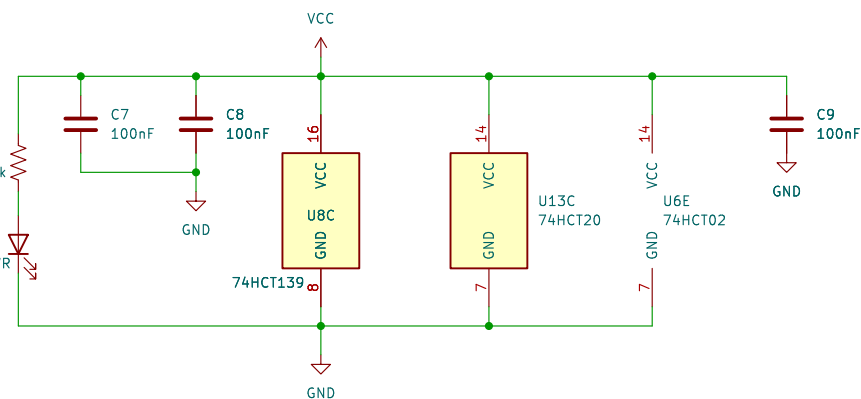 VCC
C7
100nF
C8
100nF
C9
100nF
16
14
14
VCC
VCC
VCC
k
GND
U8C
U13C
74HCT20
U6E
74HCT02
GND
GND
GND
GND
R
74HCT139
8
7
7
GND